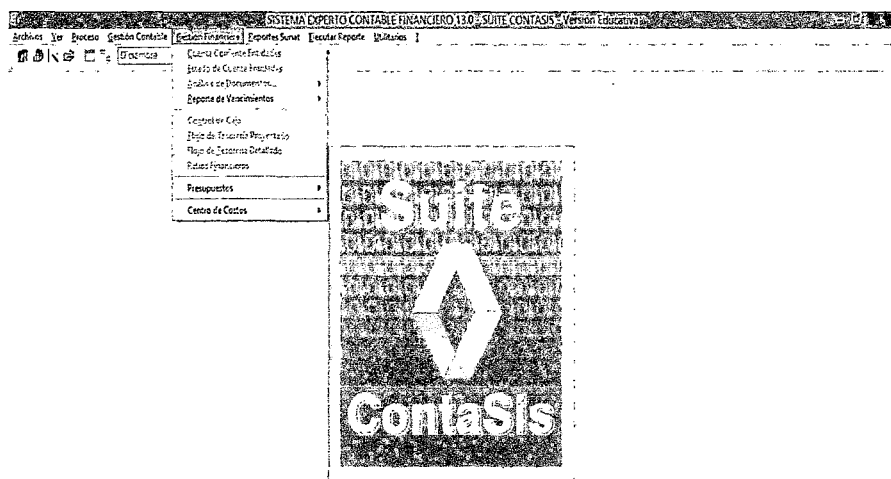 SISTEMA EXPERTO CONTABLE FINANCIERO 13.0 - SUITE CONTASIS - Versión Educativa
Archivos Ver Proceso Gestión Contable Gestión Financiera Reportes Sunat Ejecutar Reporte Utilitarios
Cuenta Corriente Entidades
Estado de Cuenta Entidades
Análisis de Documentos...
Reporte de Vencimientos
Control de Caja
Flujo de Tesorería Proyectado
Flujo de Tesorería Detallado
Ratios Financieros
Presupuestos
Centro de Costos
Suite
ContaSis